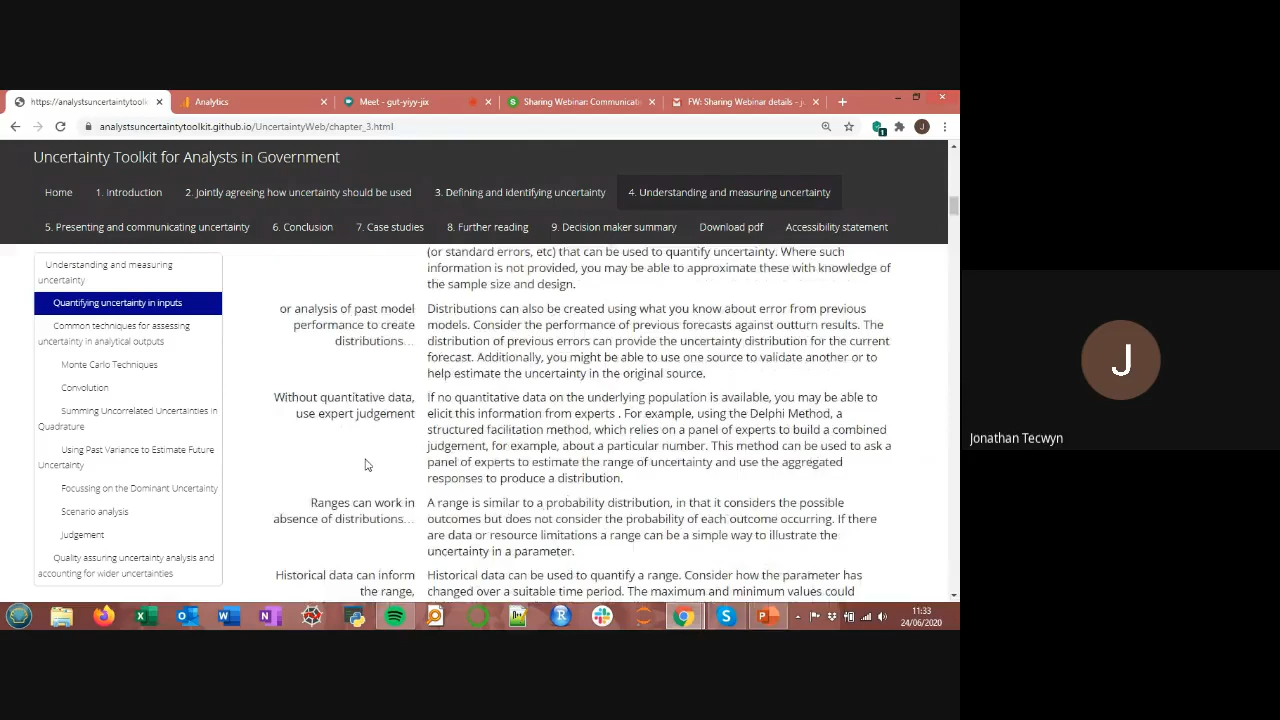 https://analystsuncertaintytoolk
Analytics
Meet - gut-yiyy-jix
Sharing Webinar: Communicati
FW: Sharing Webinar details - j
analystsuncertaintytoolkit.github.io/UncertaintyWeb/chapter_3.html
J
Uncertainty Toolkit for Analysts in Government
Home
1. Introduction
2. Jointly agreeing how uncertainty should be used
3. Defining and identifying uncertainty
4. Understanding and measuring uncertainty
5. Presenting and communicating uncertainty
6. Conclusion
7. Case studies
8. Further reading
9. Decision maker summary
Download pdf
Accessibility statement
Understanding and measuring
uncertainty
Quantifying uncertainty in inputs
Common techniques for assessing
uncertainty in analytical outputs
Monte Carlo Techniques
Convolution
Summing Uncorrelated Uncertainties in
Quadrature
Using Past Variance to Estimate Future
Uncertainty
Focussing on the Dominant Uncertainty
Scenario analysis
Judgement
Quality assuring uncertainty analysis and
accounting for wider uncertainties
(or standard errors, etc) that can be used to quantify uncertainty. Where such
information is not provided, you may be able to approximate these with knowledge of
the sample size and design.
or analysis of past model
performance to create
distributions…
Distributions can also be created using what you know about error from previous
models. Consider the performance of previous forecasts against outturn results. The
distribution of previous errors can provide the uncertainty distribution for the current
forecast. Additionally, you might be able to use one source to validate another or to
help estimate the uncertainty in the original source.
Without quantitative data,
use expert judgement
If no quantitative data on the underlying population is available, you may be able to
elicit this information from experts . For example, using the Delphi Method, a
structured facilitation method, which relies on a panel of experts to build a combined
judgement, for example, about a particular number. This method can be used to ask a
panel of experts to estimate the range of uncertainty and use the aggregated
responses to produce a distribution.
Ranges can work in
absence of distributions…
A range is similar to a probability distribution, in that it considers the possible
outcomes but does not consider the probability of each outcome occurring. If there
are data or resource limitations a range can be a simple way to illustrate the
uncertainty in a parameter.
Historical data can inform
the range,
Historical data can be used to quantify a range. Consider how the parameter has
changed over a suitable time period. The maximum and minimum values could
11:33
24/06/2020
J
Jonathan Tecwyn